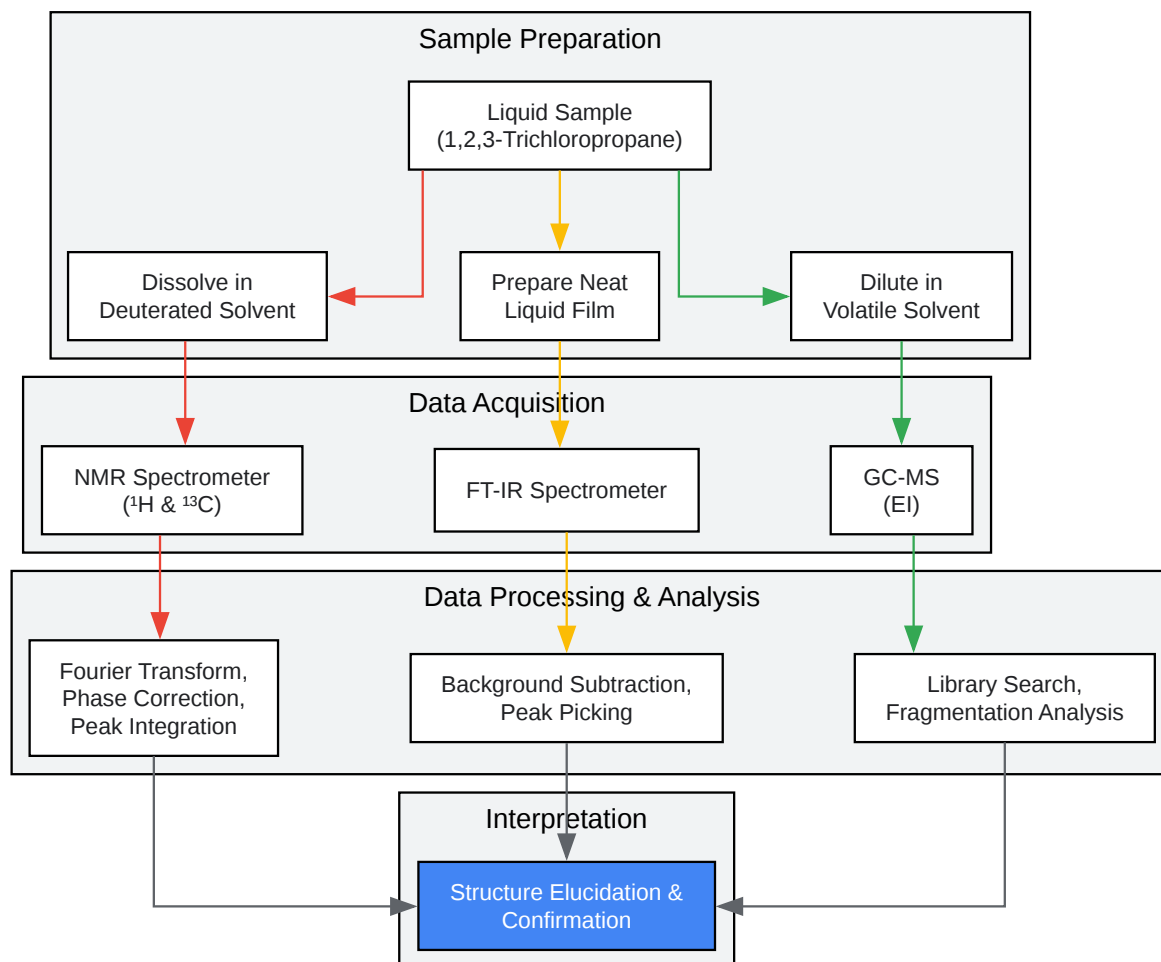 Sample Preparation
Liquid Sample
(1,2,3-Trichloropropane)
Dissolve in
Deuterated Solvent
Prepare Neat
Liquid Film
Dilute in
Volatile Solvent
Data Acquisition
NMR Spectrometer
(¹H & ¹³C)
FT-IR Spectrometer
GC-MS
(EI)
Data Processing & Analysis
Fourier Transform,
Phase Correction,
Peak Integration
Background Subtraction,
Peak Picking
Library Search,
Fragmentation Analysis
Interpretation
Structure Elucidation &
Confirmation